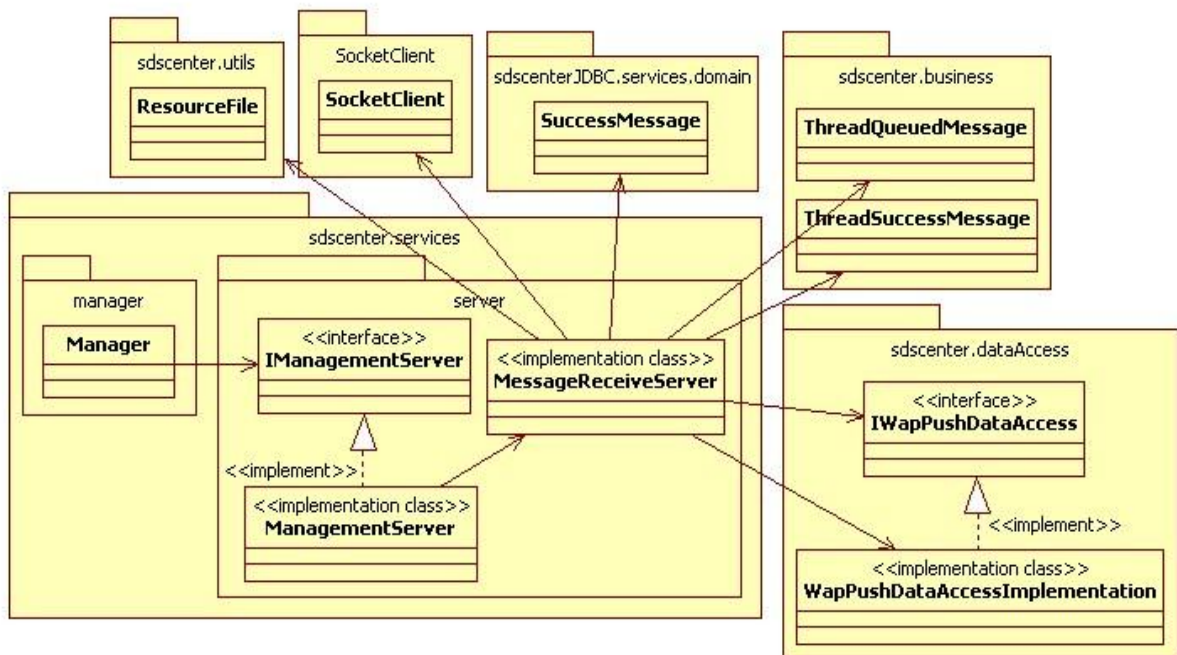 sdscenter.utils
ResourceFile
SocketClient
SocketClient
sdscenterJDBC.services.domain
SuccessMessage
sdscenter.business
ThreadQueuedMessage
ThreadSuccessMessage
sdscenter.services
manager
Manager
server
<<interface>>
IManagementServer
<<implement>>
<<implementation class>>
ManagementServer
<<implementation class>>
MessageReceiveServer
sdscenter.dataAccess
<<interface>>
IWapPushDataAccess
<<implement>>
<<implementation class>>
WapPushDataAccessImplementation